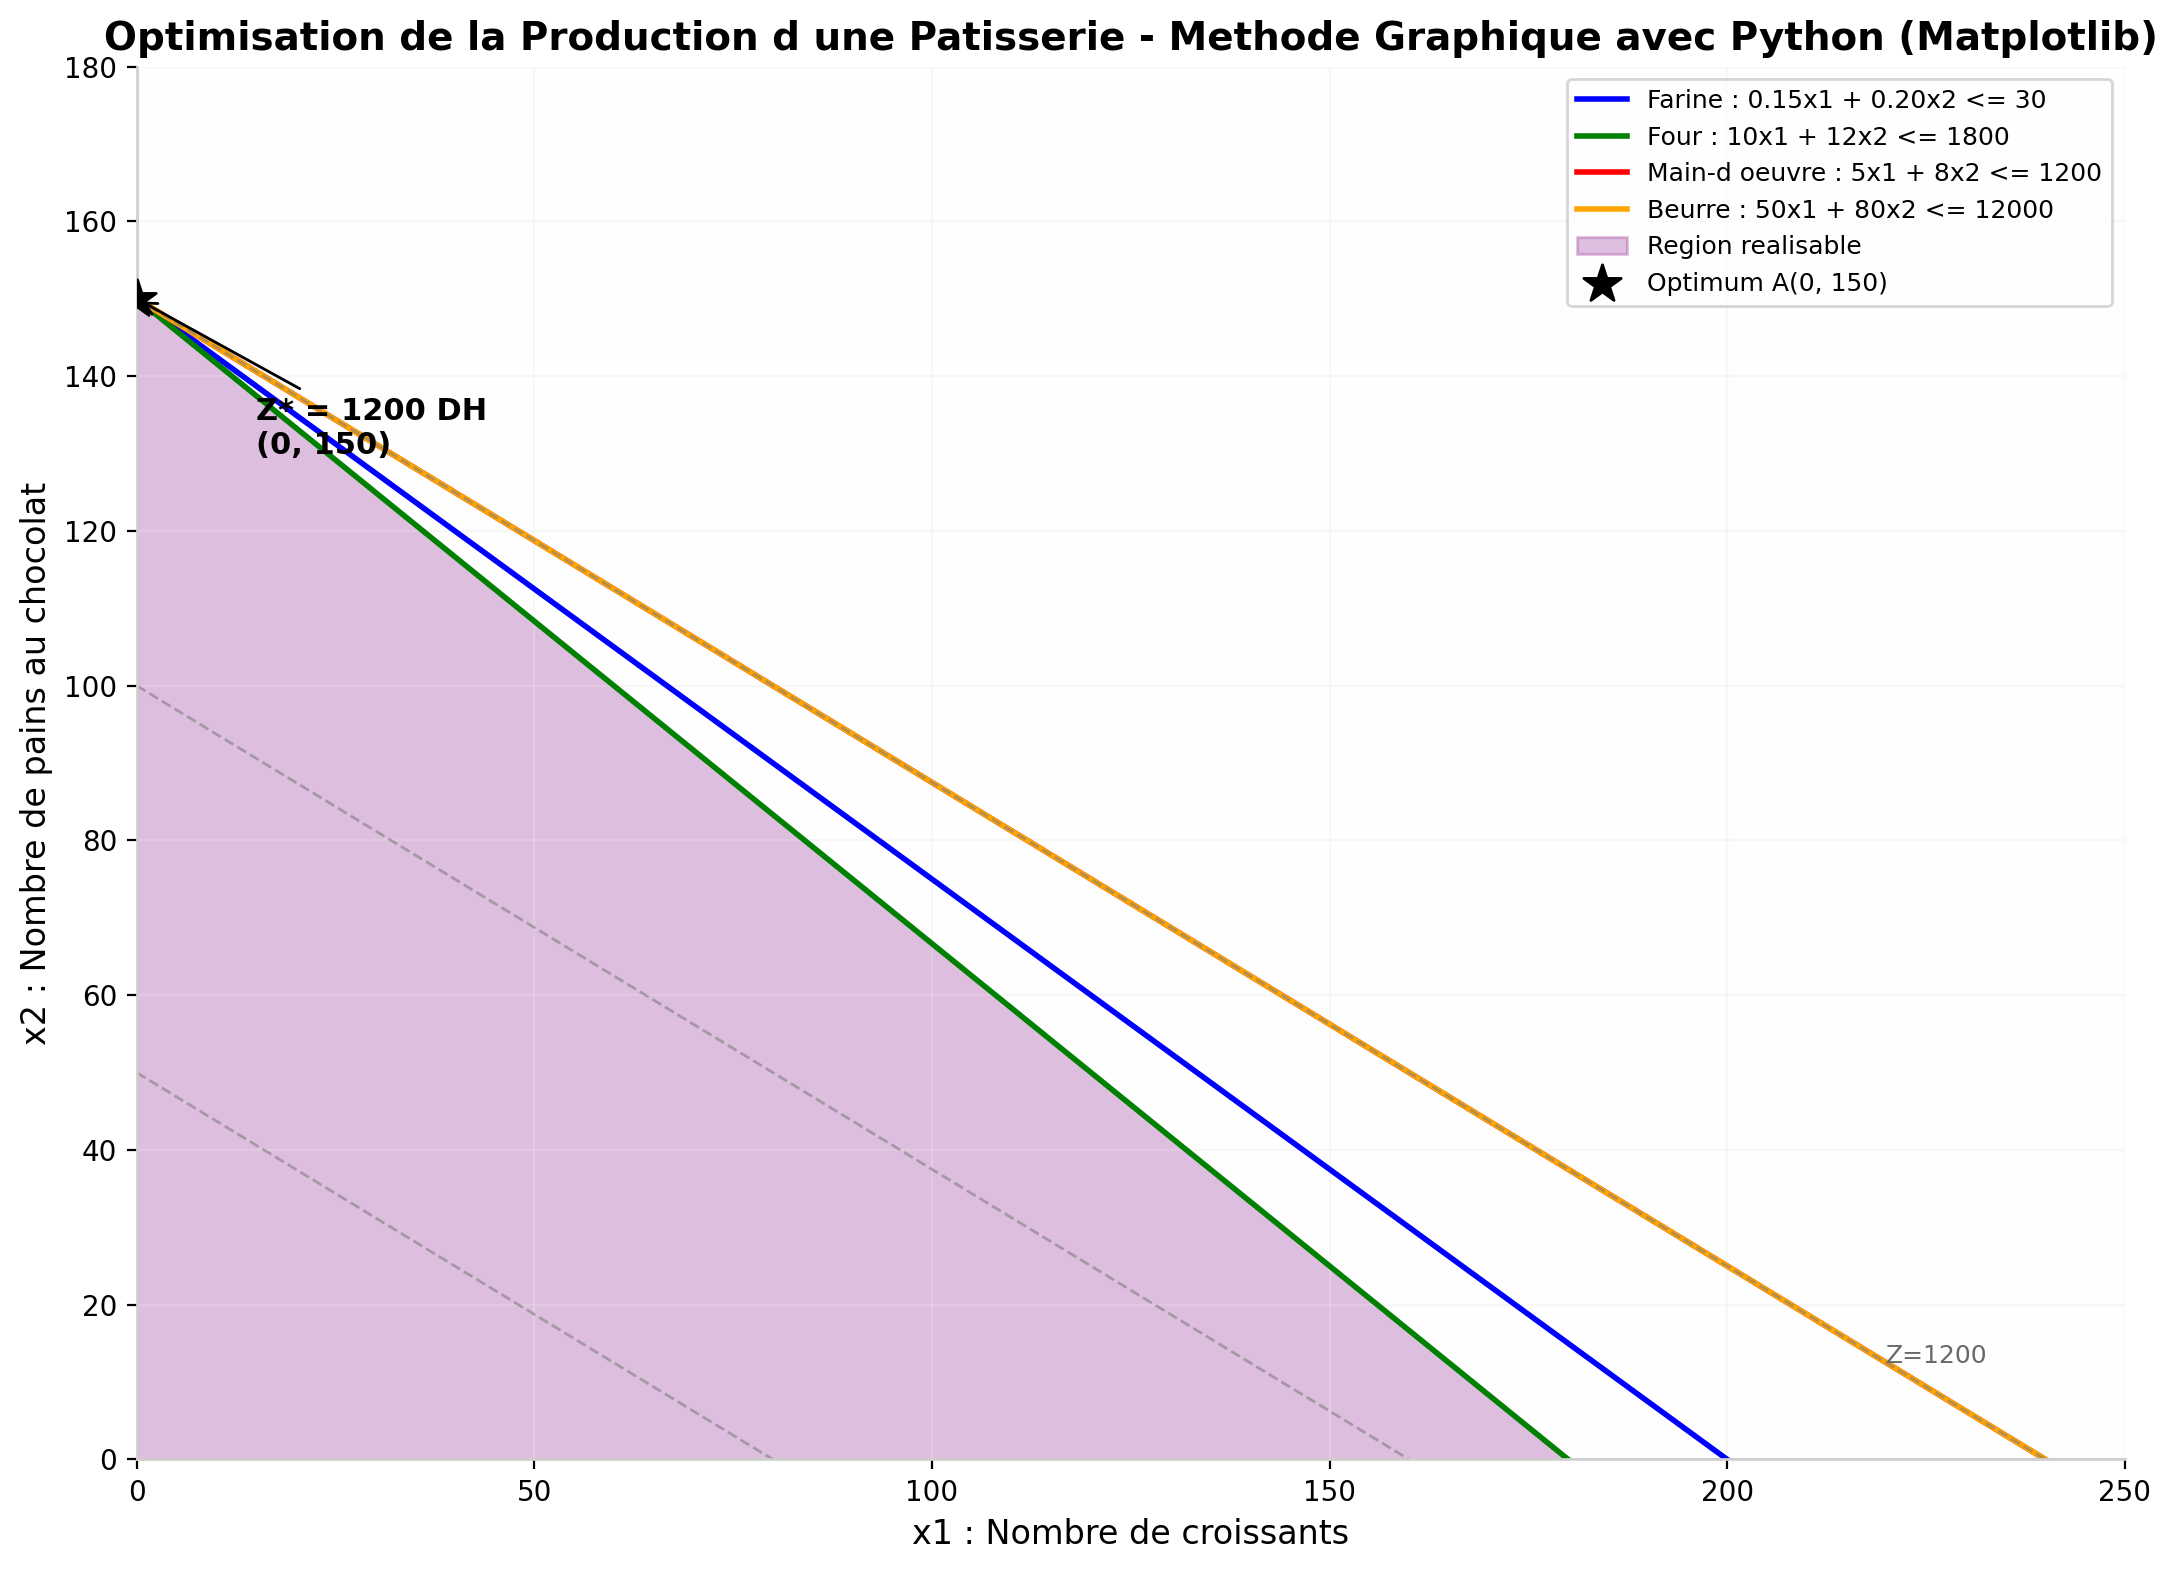 Optimisation de la Production d une Patisserie - Methode Graphique avec Python (Matplotlib)
Farine : 0.15x1 + 0.20x2 <= 30
Four : 10x1 + 12x2 <= 1800
Main-d oeuvre : 5x1 + 8x2 <= 1200
Beurre : 50x1 + 80x2 <= 12000
Region realisable
Optimum A(0, 150)
Z* = 1200 DH
(0, 150)
Z=1200
x2 : Nombre de pains au chocolat
180
160
140
120
100
80
60
40
20
0
0
50
100
150
200
250
x1 : Nombre de croissants